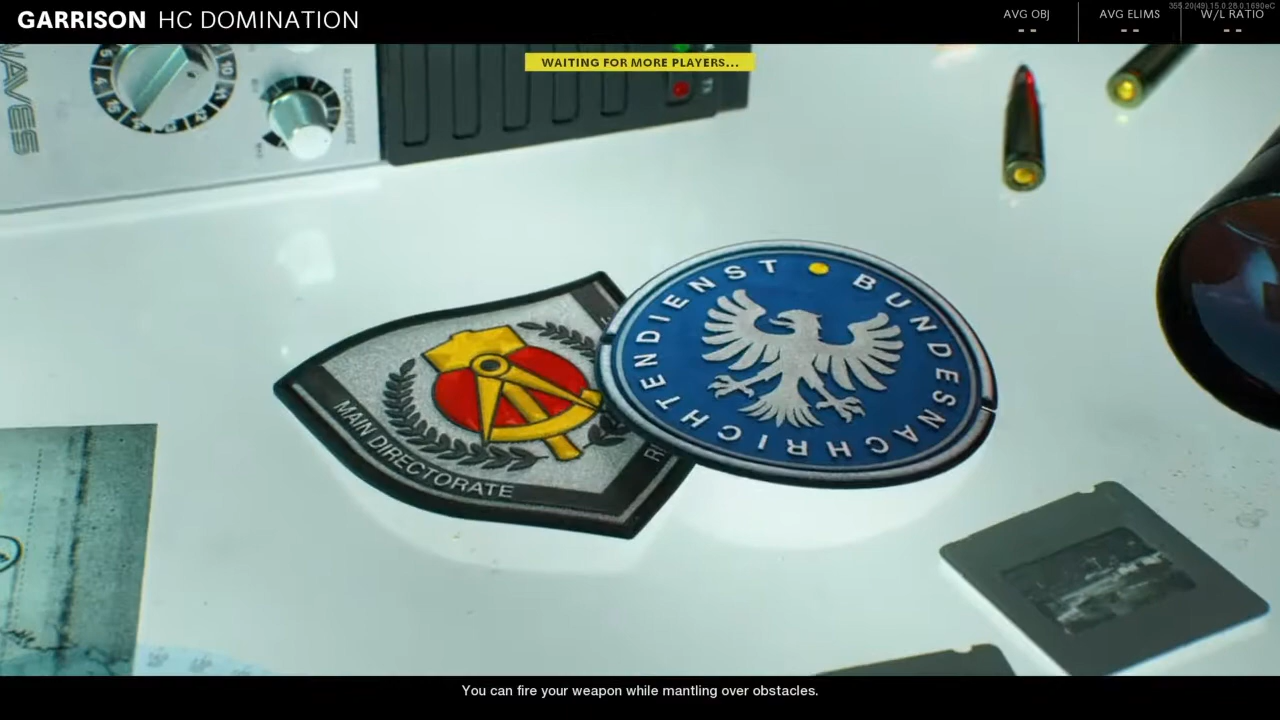 GARRISON HC DOMINATION
AVG OBJ
--
AVG ELIMS
--
W/L RATIO
--
WAITING FOR MORE PLAYERS...
WAVES
BUNDESNACHRICHTENDIENST
MAIN DIRECTORATE
You can fire your weapon while mantling over obstacles.